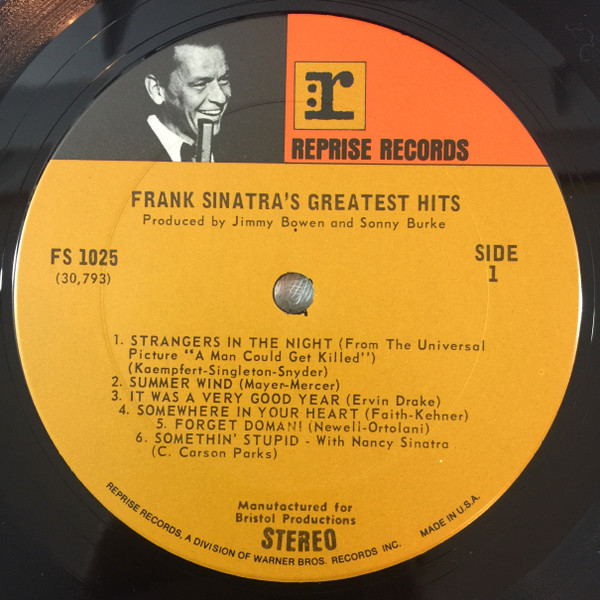 :r
REPRISE RECORDS
FRANK SINATRA'S GREATEST HITS
Produced by Jimmy Bowen and Sonny Burke
FS 1025
(30,793)
SIDE
1
1. STRANGERS IN THE NIGHT (From The Universal
Picture "A Man Could Get Killed")
(Kaempfert-Singleton-Snyder)
2. SUMMER WIND (Mayer-Mercer)
3. IT WAS A VERY GOOD YEAR (Ervin Drake)
4. SOMEWHERE IN YOUR HEART (Faith-Kehner)
5. FORGET DOMANI (Newell-Ortolani)
6. SOMETHIN' STUPID - With Nancy Sinatra
(C. Carson Parks)
Manufactured for
Bristol Productions
STEREO
REPRISE RECORDS, A DIVISION OF WARNER BROS. RECORDS INC. MADE IN U.S.A.